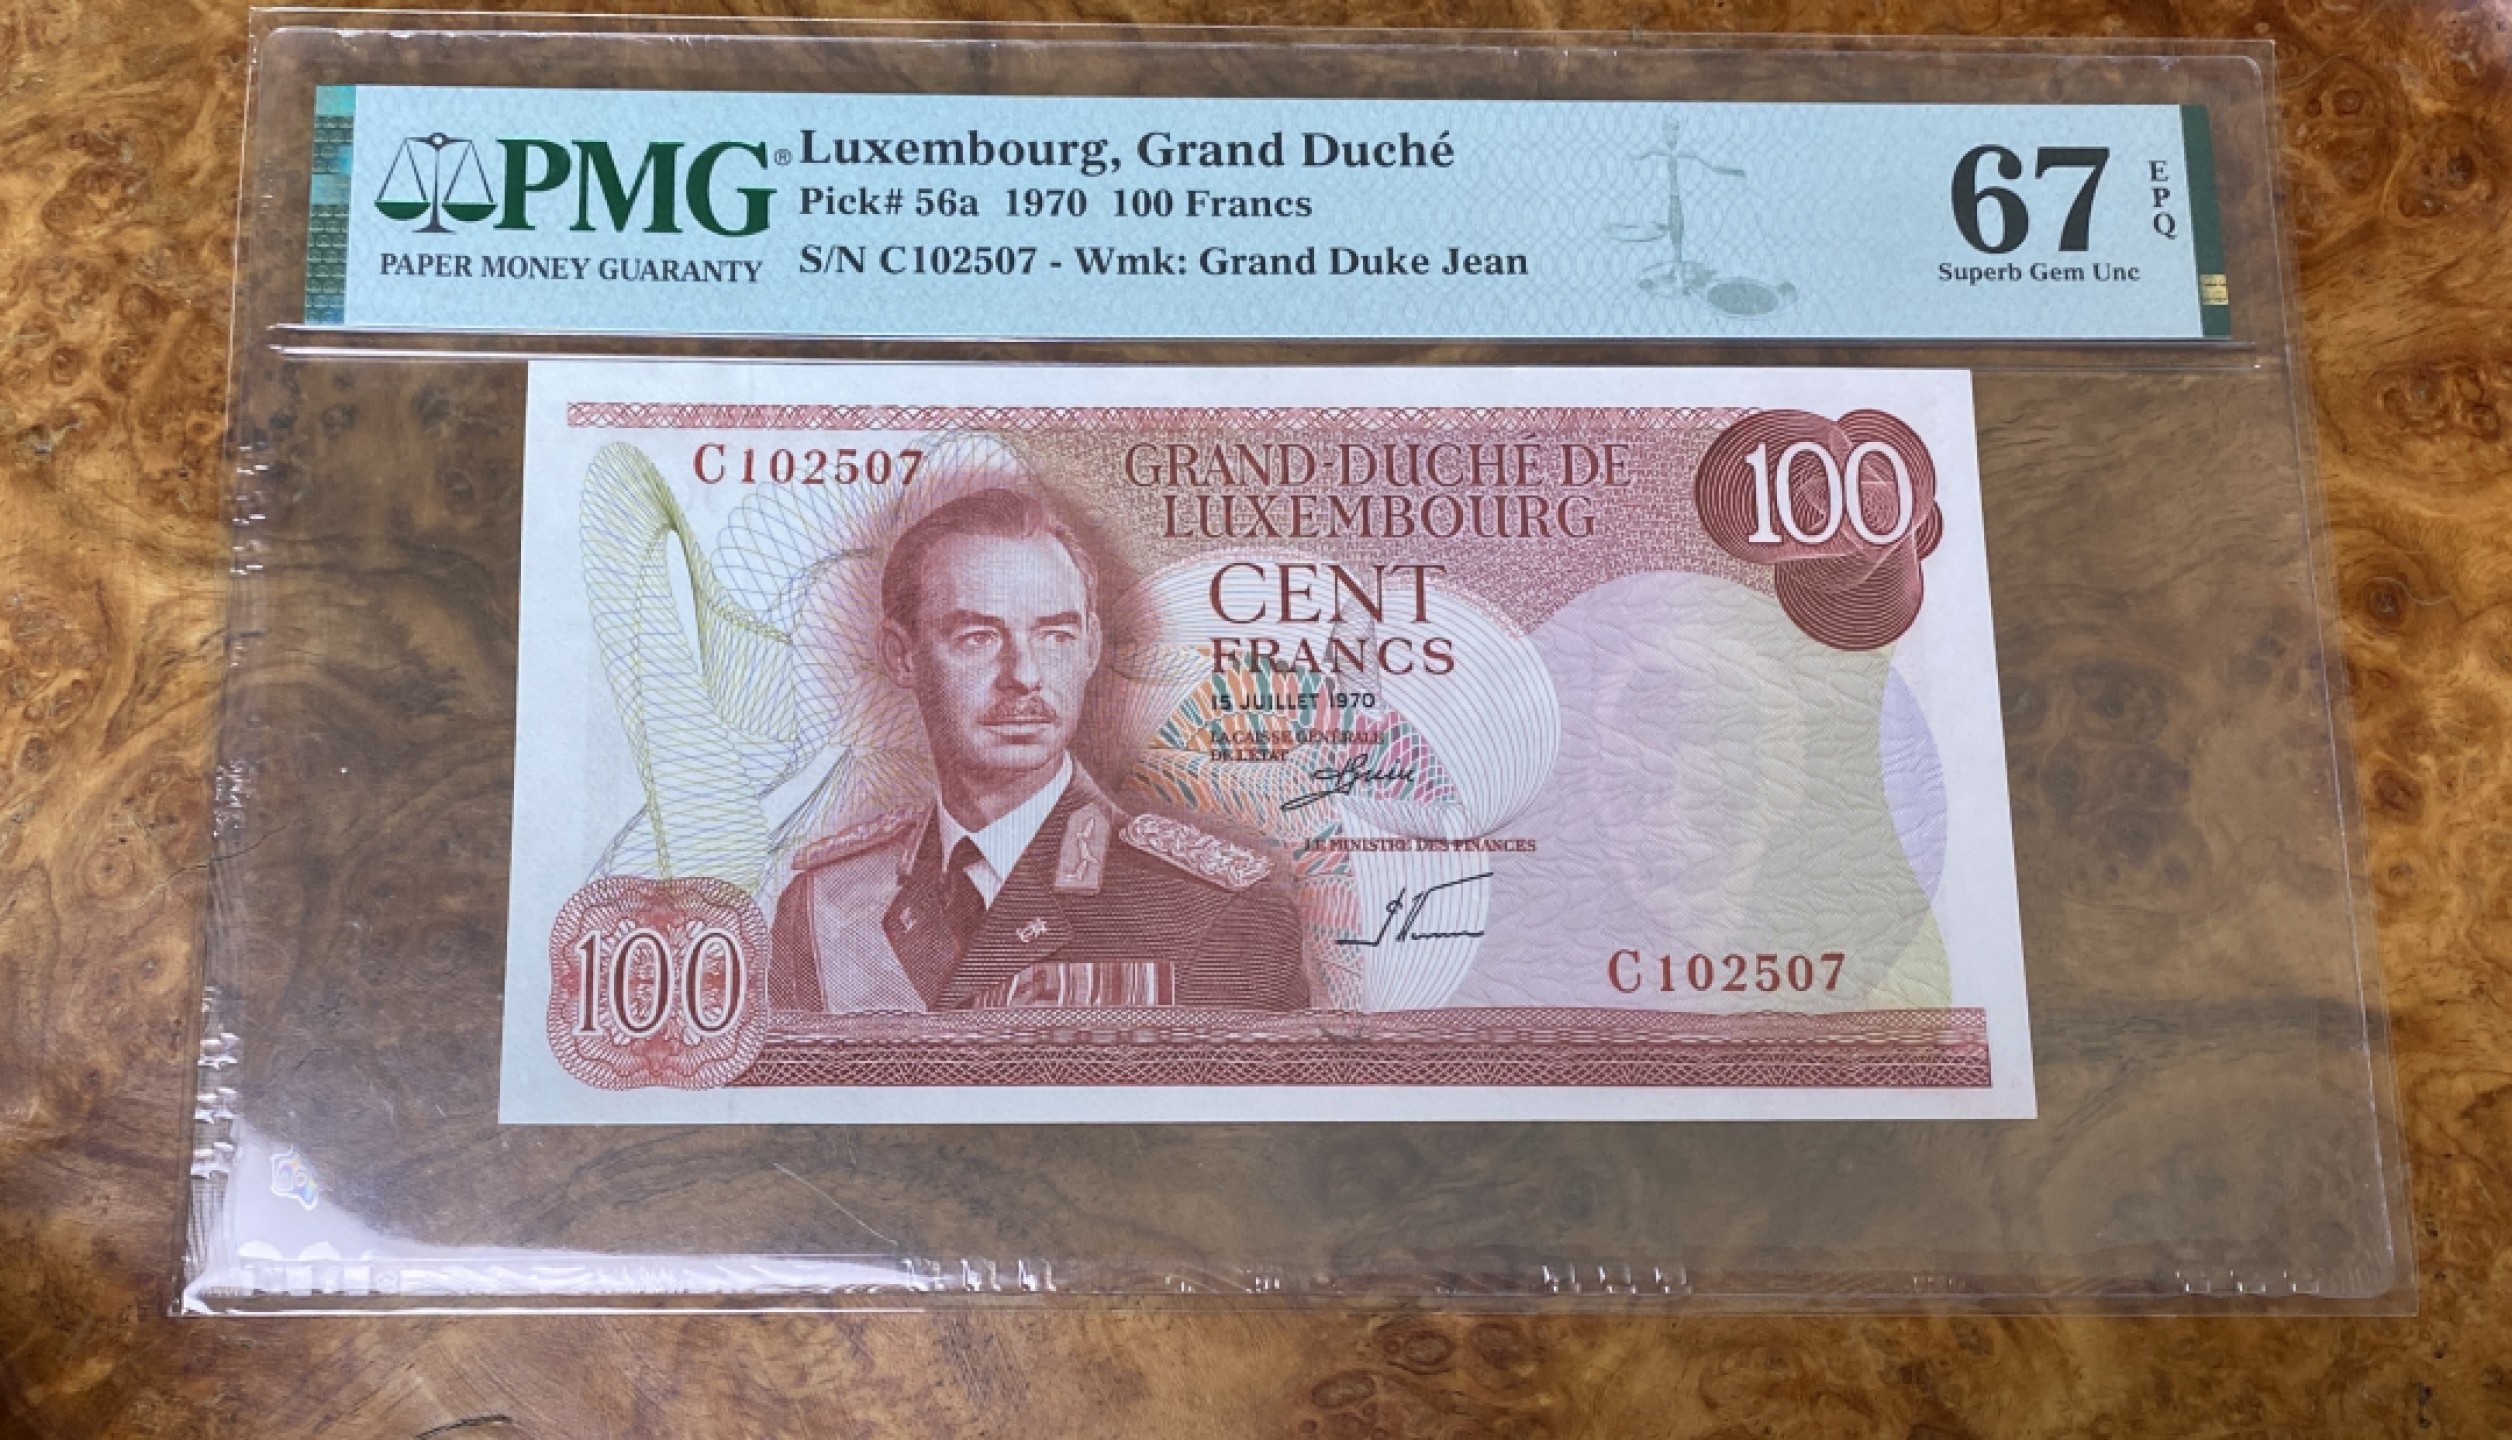 PMG®
PAPER MONEY GUARANTY
Luxembourg, Grand Duché
Pick# 56a 1970 100 Francs
S/N C102507 - Wmk: Grand Duke Jean
67
EPQ
Superb Gem Unc
C102507
GRAND-DUCHÉ DE
LUXEMBOURG
100
CENT
FRANCS
15 JUILLET 1970
LA CAISSE GÉNÉRALE
DE L'ÉTAT
LE MINISTRE DES FINANCES
100
C102507